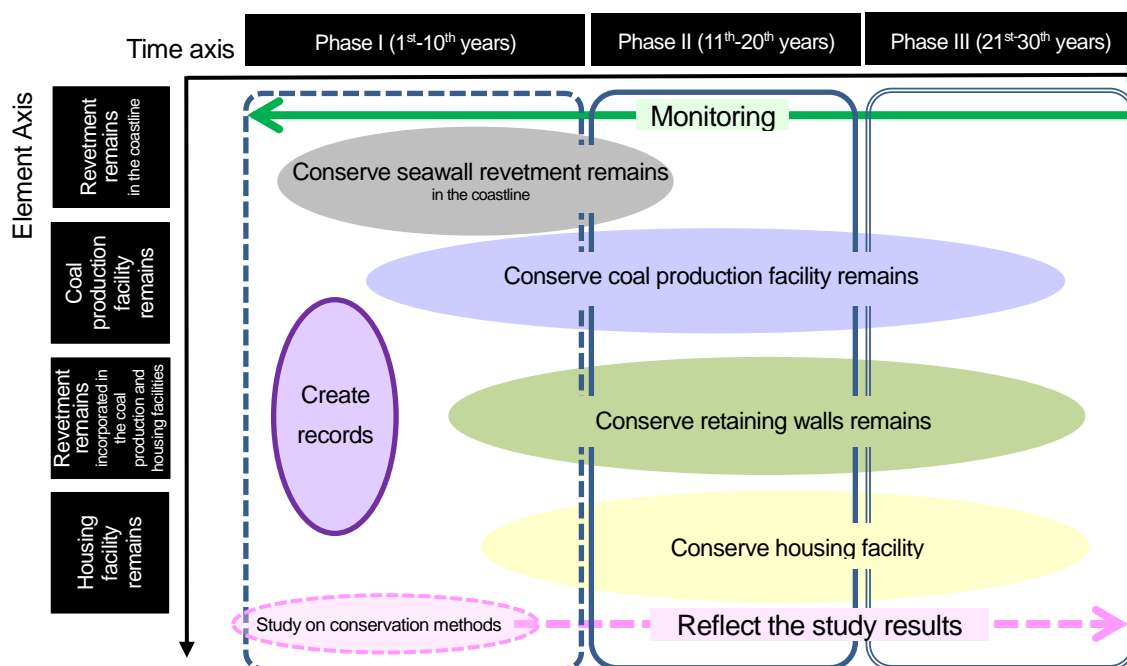 Time axis
Phase I (1st-10th years)
Phase II (11th-20th years)
Phase III (21st-30th years)
Element Axis
Revetment
remains
in the coastline
Monitoring
Conserve seawall revetment remains
in the coastline
Coal
production
facility
remains
Conserve coal production facility remains
Create
records
Revetment
remains
incorporated in
the coal
production and
housing facilities
Conserve retaining walls remains
Housing
facility
remains
Conserve housing facility
Study on conservation methods
Reflect the study results